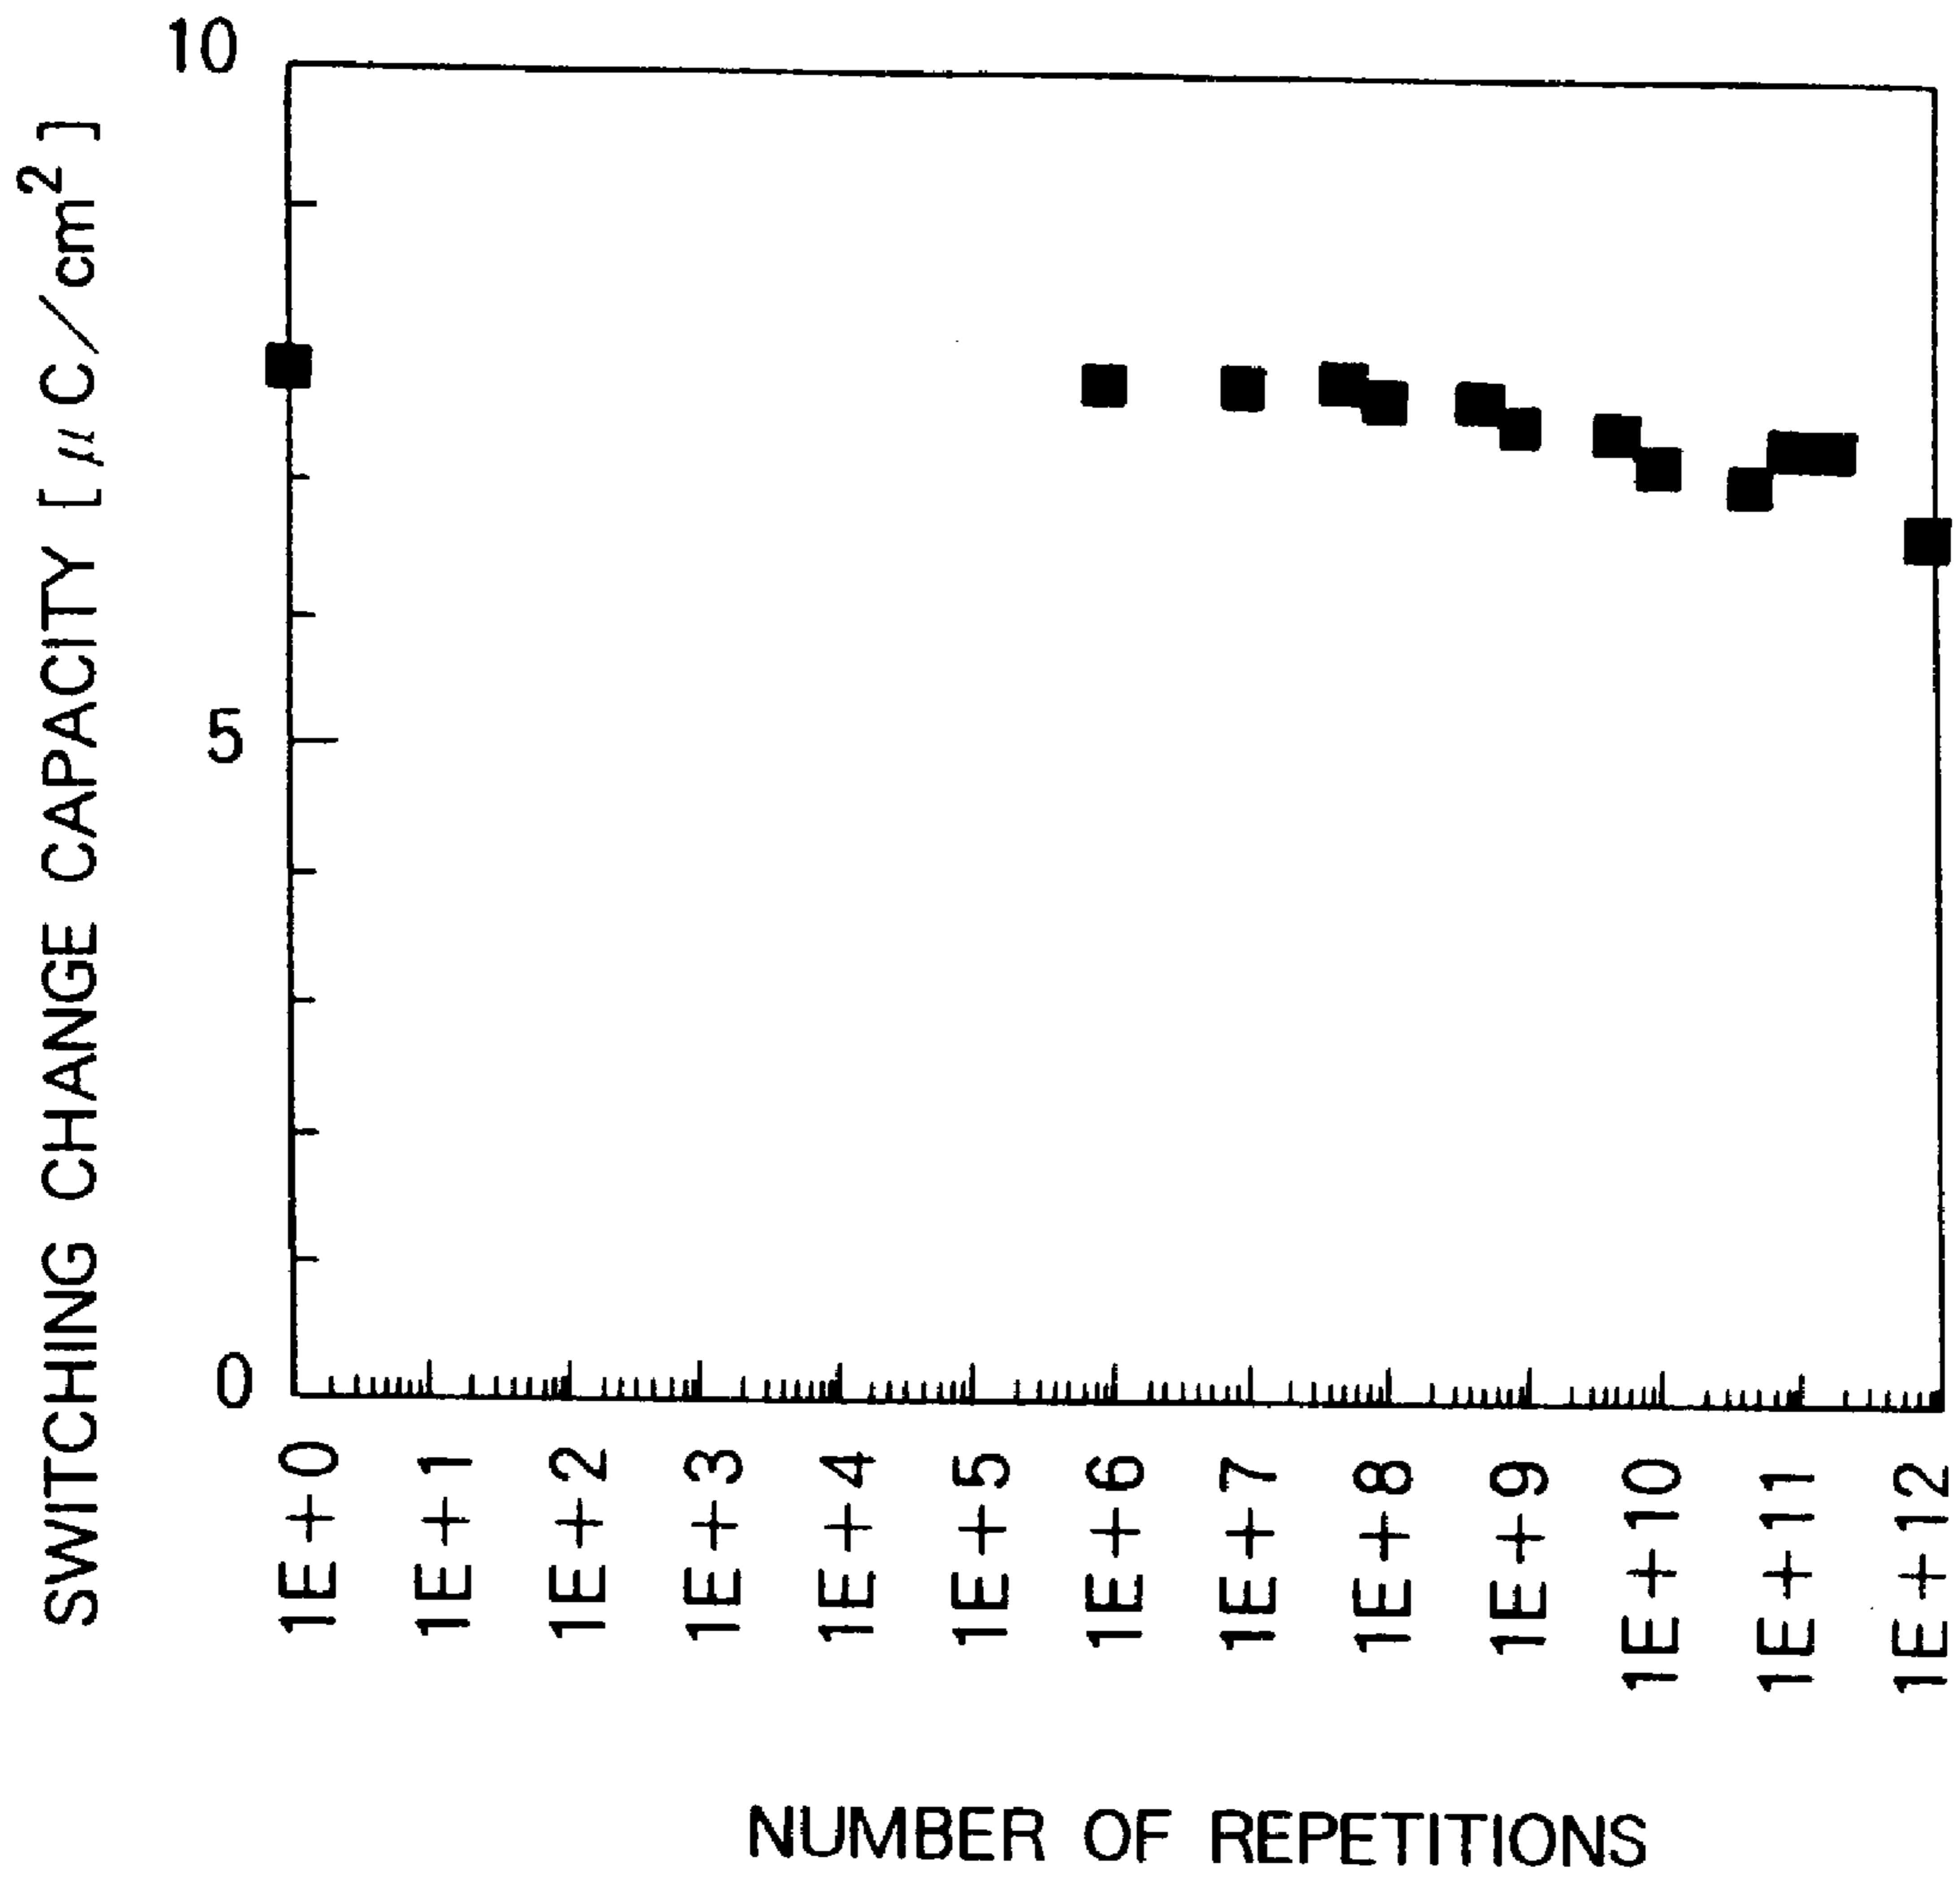 SWITCHING CHANGE CAPACITY [μC/cm²]
10
5
0
1E+0
1E+1
1E+2
1E+3
1E+4
1E+5
1E+6
1E+7
1E+8
1E+9
1E+10
1E+11
1E+12
NUMBER OF REPETITIONS